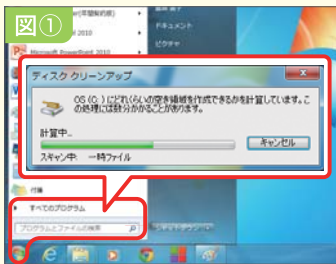 図①
Microsoft PowerPoint 2010
ドキュメント
ピクチャ
ディスク クリーンアップ
OS (C: ) にどれくらいの空き領域を作成できるかを計算しています。こ
の処理には数分かかることがあります。
計算中...
キャンセル
スキャン中: 一時ファイル
付箋
すべてのプログラム
プログラムとファイルの検索